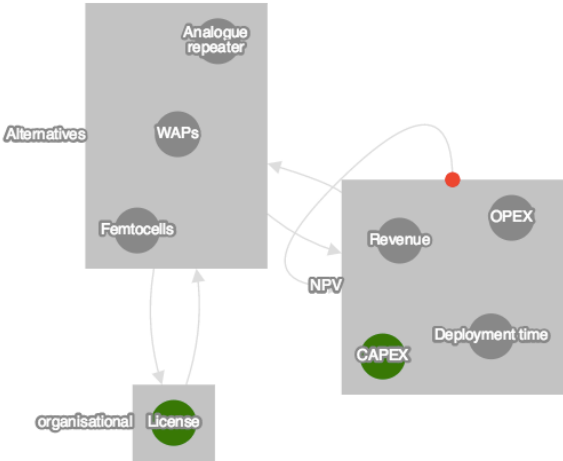 Analogue
repeater
Alternatives
WAPs
Femtocells
OPEX
Revenue
NPV
Deployment time
CAPEX
organisational
License